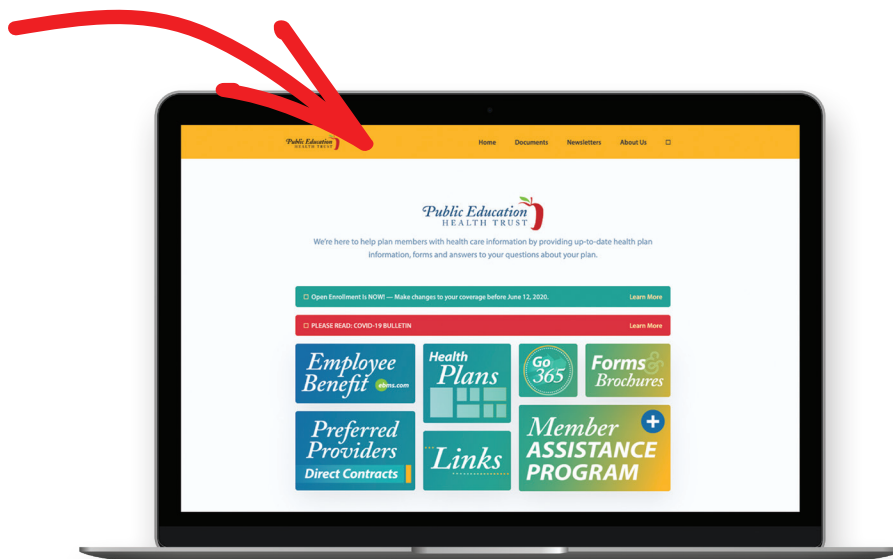 Public Education
HEALTH TRUST
Home Documents Newsletters About Us
Public Education
HEALTH TRUST
We're here to help plan members with health care information by providing up-to-date health plan
information, forms and answers to your questions about your plan.
Open Enrollment Is NOW! — Make changes to your coverage before June 12, 2020. Learn More
PLEASE READ: COVID-19 BULLETIN Learn More
Employee
Benefit ebms.com
Health
Plans
Go
365
Forms
Brochures
Preferred
Providers
Direct Contracts
Links
Member
ASSISTANCE
PROGRAM